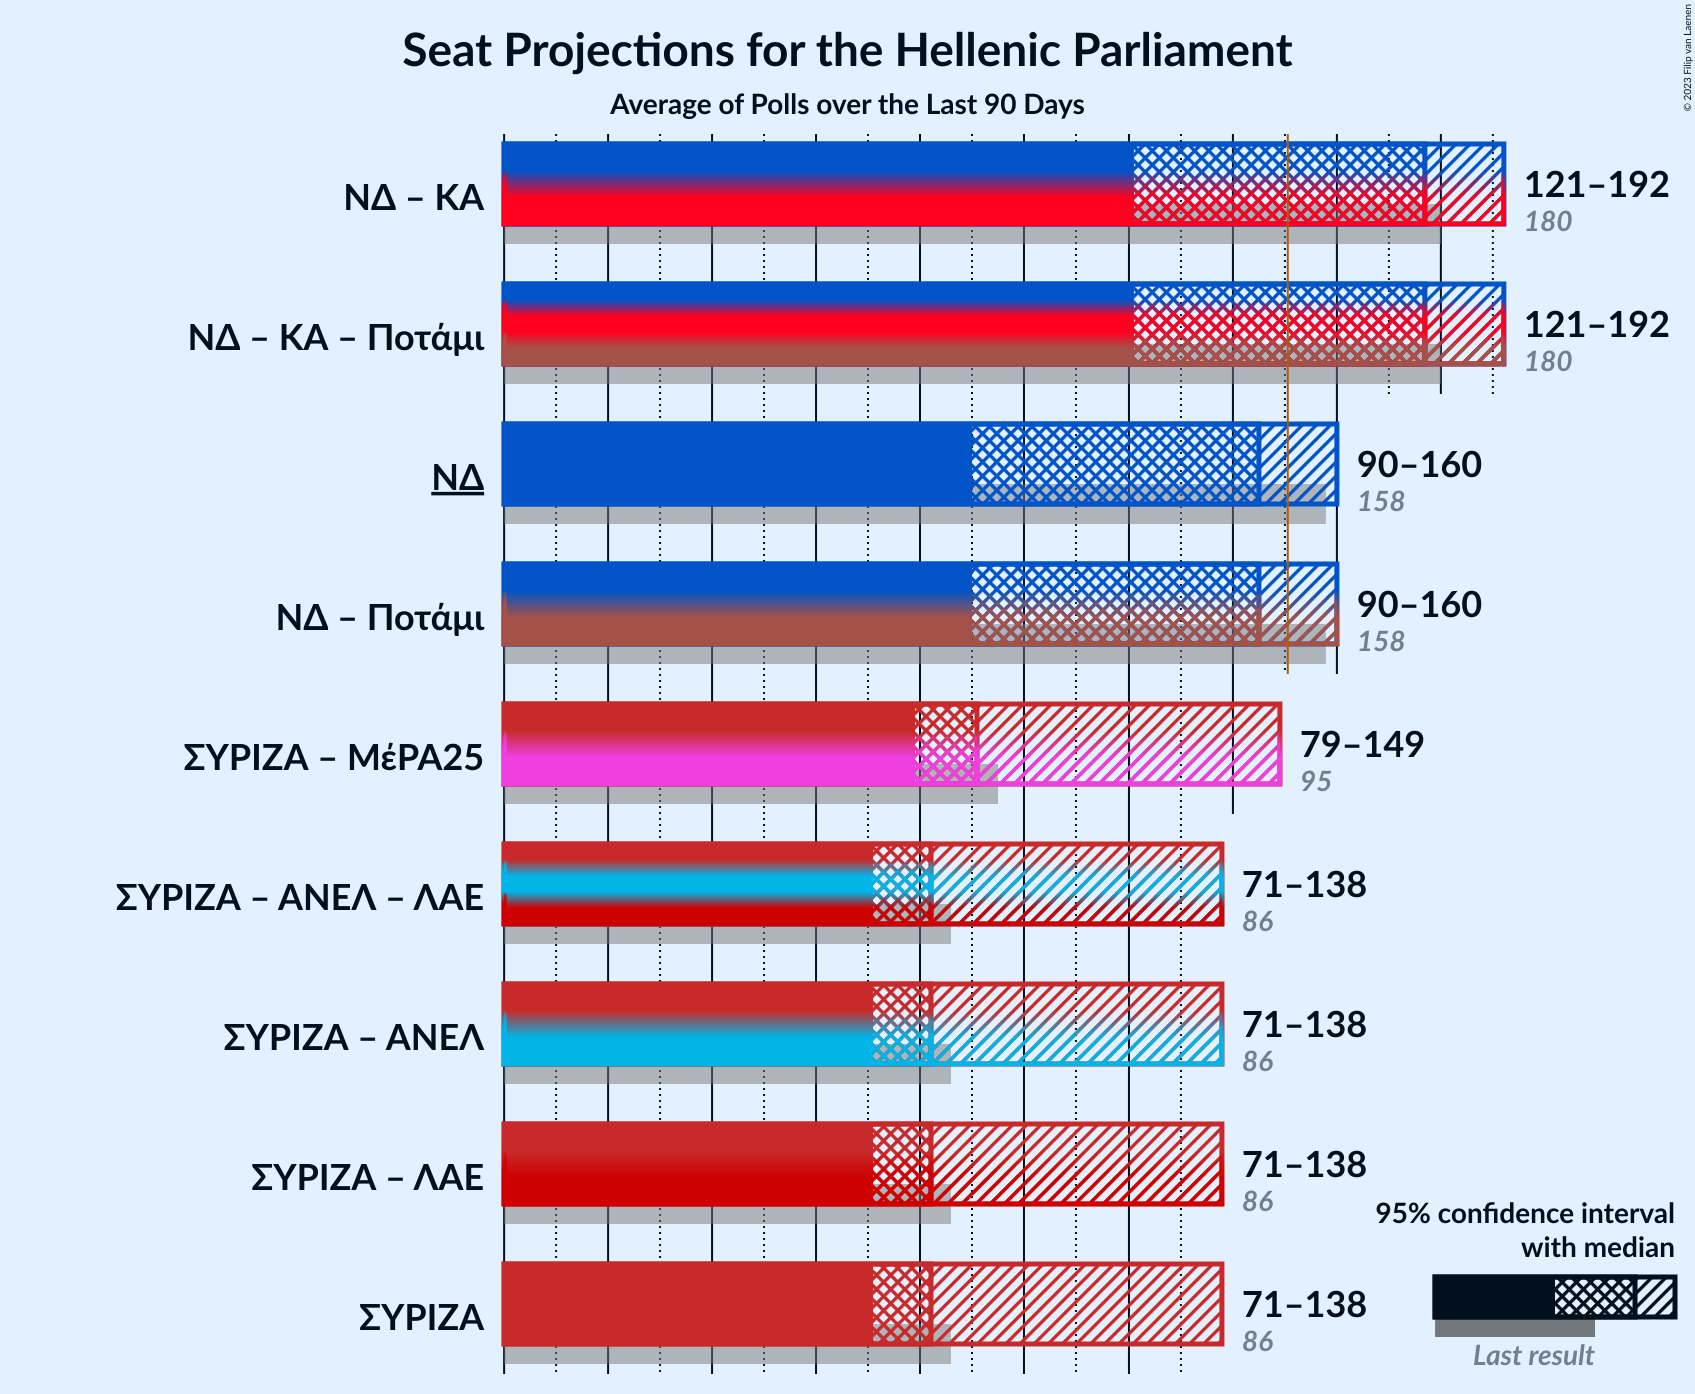 Seat Projections for the Hellenic Parliament
Average of Polls over the Last 90 Days
© 2023 Filip van Laenen
ΝΔ – ΚΑ
121–192
180
ΝΔ – ΚΑ – Ποτάμι
121–192
180
ΝΔ
90–160
158
ΝΔ – Ποτάμι
90–160
158
ΣΥΡΙΖΑ – ΜέΡΑ25
79–149
95
ΣΥΡΙΖΑ – ΑΝΕΛ – ΛΑΕ
71–138
86
ΣΥΡΙΖΑ – ΑΝΕΛ
71–138
86
ΣΥΡΙΖΑ – ΛΑΕ
71–138
86
ΣΥΡΙΖΑ
71–138
86
95% confidence interval
with median
Last result